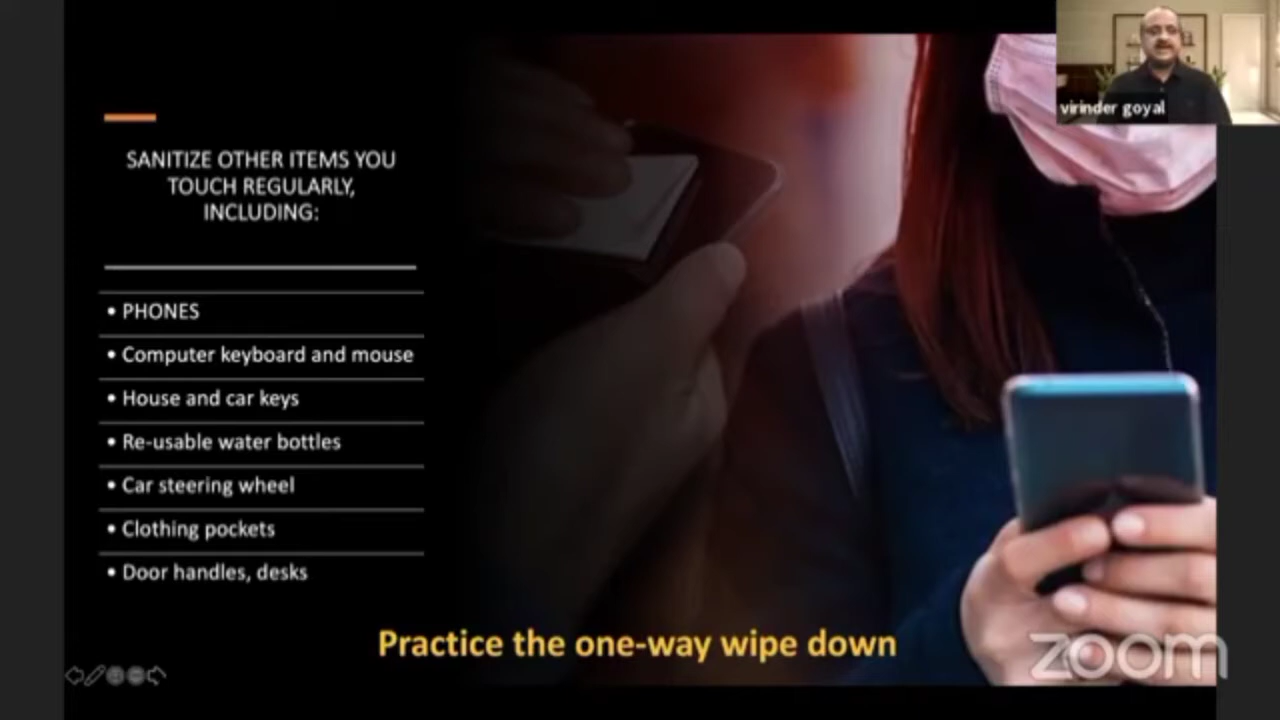 virinder goyal
SANITIZE OTHER ITEMS YOU
TOUCH REGULARLY,
INCLUDING:
• PHONES
• Computer keyboard and mouse
• House and car keys
• Re-usable water bottles
• Car steering wheel
• Clothing pockets
• Door handles, desks
Practice the one-way wipe down
zoom